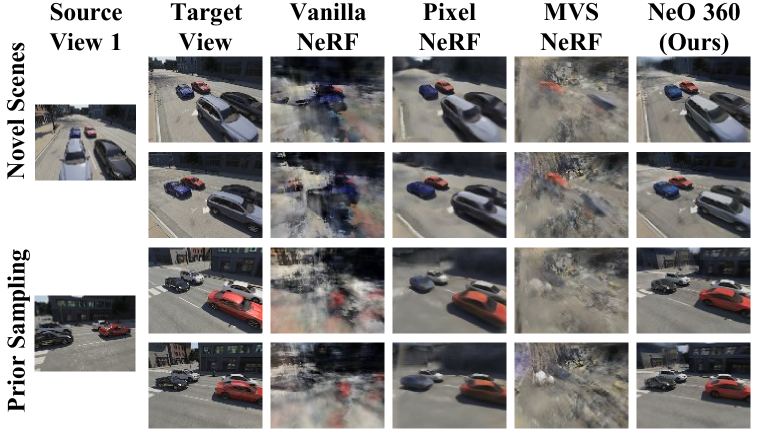 Source Target Vanilla Pixel MVS NeO 360
View 1 View NeRF NeRF NeRF (Ours)
Novel Scenes
Prior Sampling